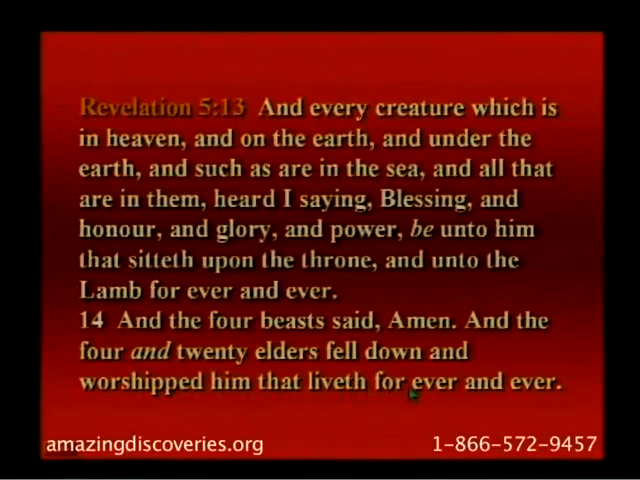 Revelation 5:13 And every creature which is
in heaven, and on the earth, and under the
earth, and such as are in the sea, and all that
are in them, heard I saying, Blessing, and
honour, and glory, and power, be unto him
that sitteth upon the throne, and unto the
Lamb for ever and ever.
14 And the four beasts said, Amen. And the
four and twenty elders fell down and
worshipped him that liveth for ever and ever.
amazingdiscoveries.org 1-866-572-9457